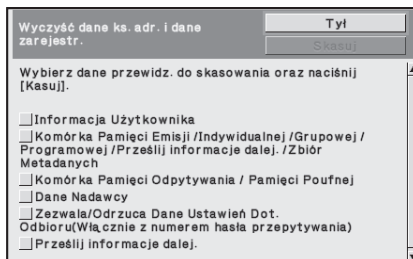 Wyczyść dane ks. adr. i dane
zarejestr.
Tył
Skasuj
Wybierz dane przewidz. do skasowania oraz naciśnij
[Kasuj].
Informacja Użytkownika
Komórka Pamięci Emisji /Indywidualnej /Grupowej /
Programowej /Prześlij informacje dalej. /Zbiór
Metadanych
Komórka Pamięci Odpytywania / Pamięci Poufnej
Dane Nadawcy
Zezwala/Odrzuca Dane Ustawień Dot.
Odbioru(Włącznie z numerem hasła przepytywania)
Prześlij informacje dalej.